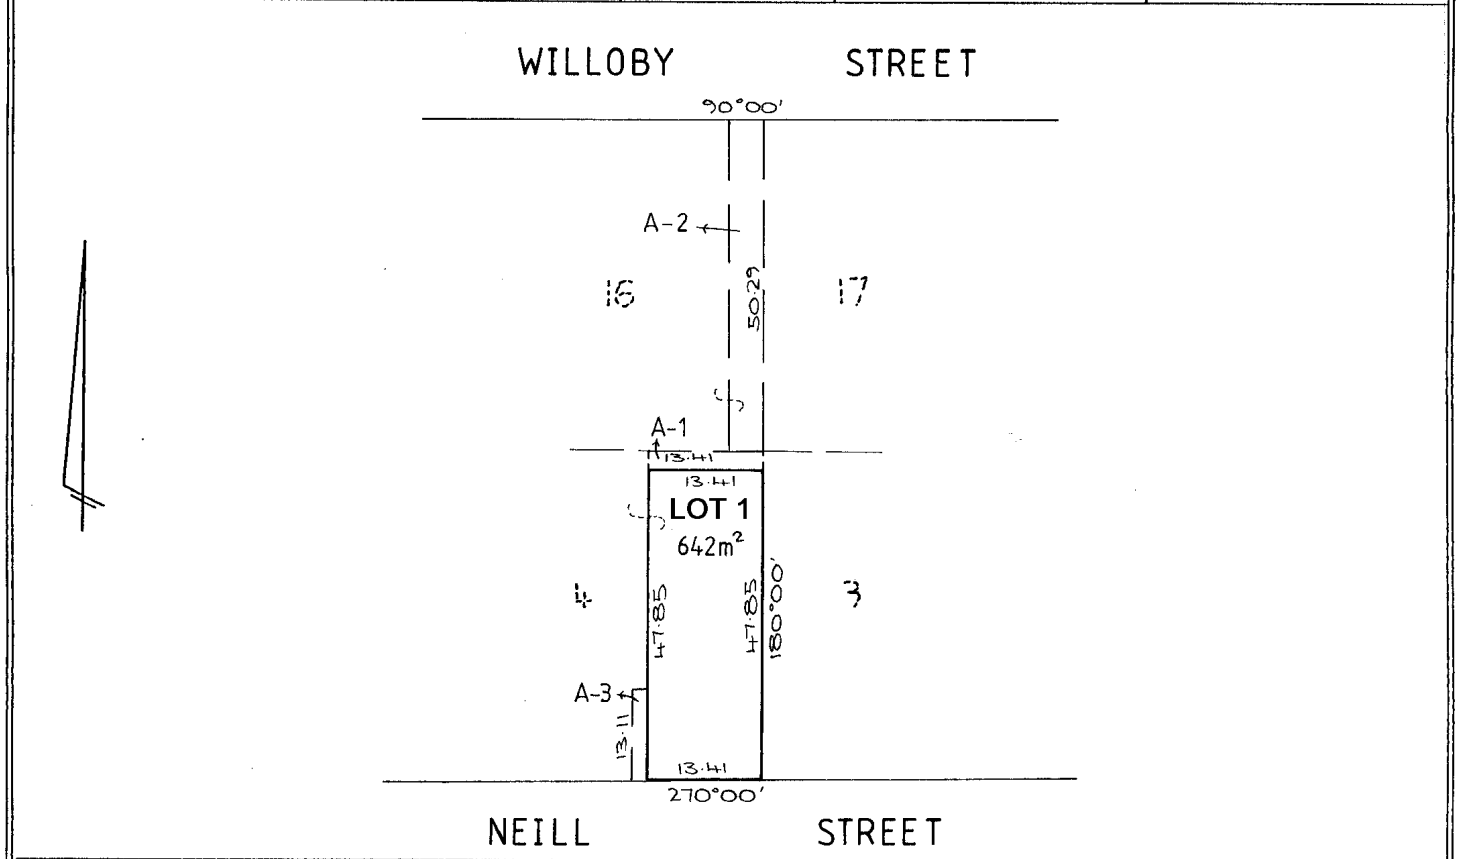 WILLOBY STREET
90°00'
A-2
16
50·29
17
A-1
13·41
13·41
LOT 1
642m²
4
47·85
47·85
180°00'
3
A-3
13·11
13·41
270°00'
NEILL STREET